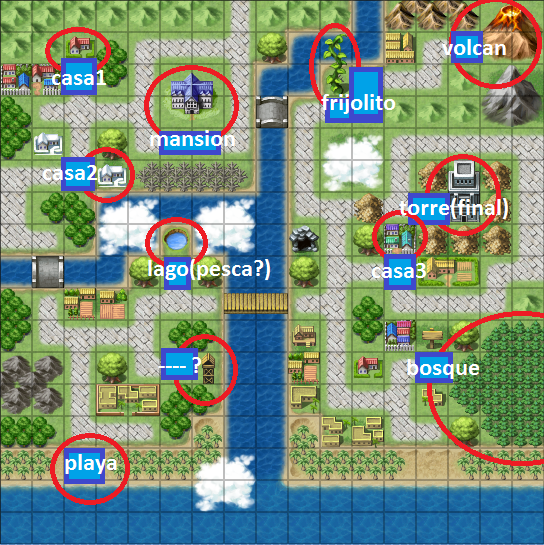 volcan
casa1
frijolito
mansion
casa2
torre(final)
lago(pesca?)
casa3
---- ?
bosque
playa